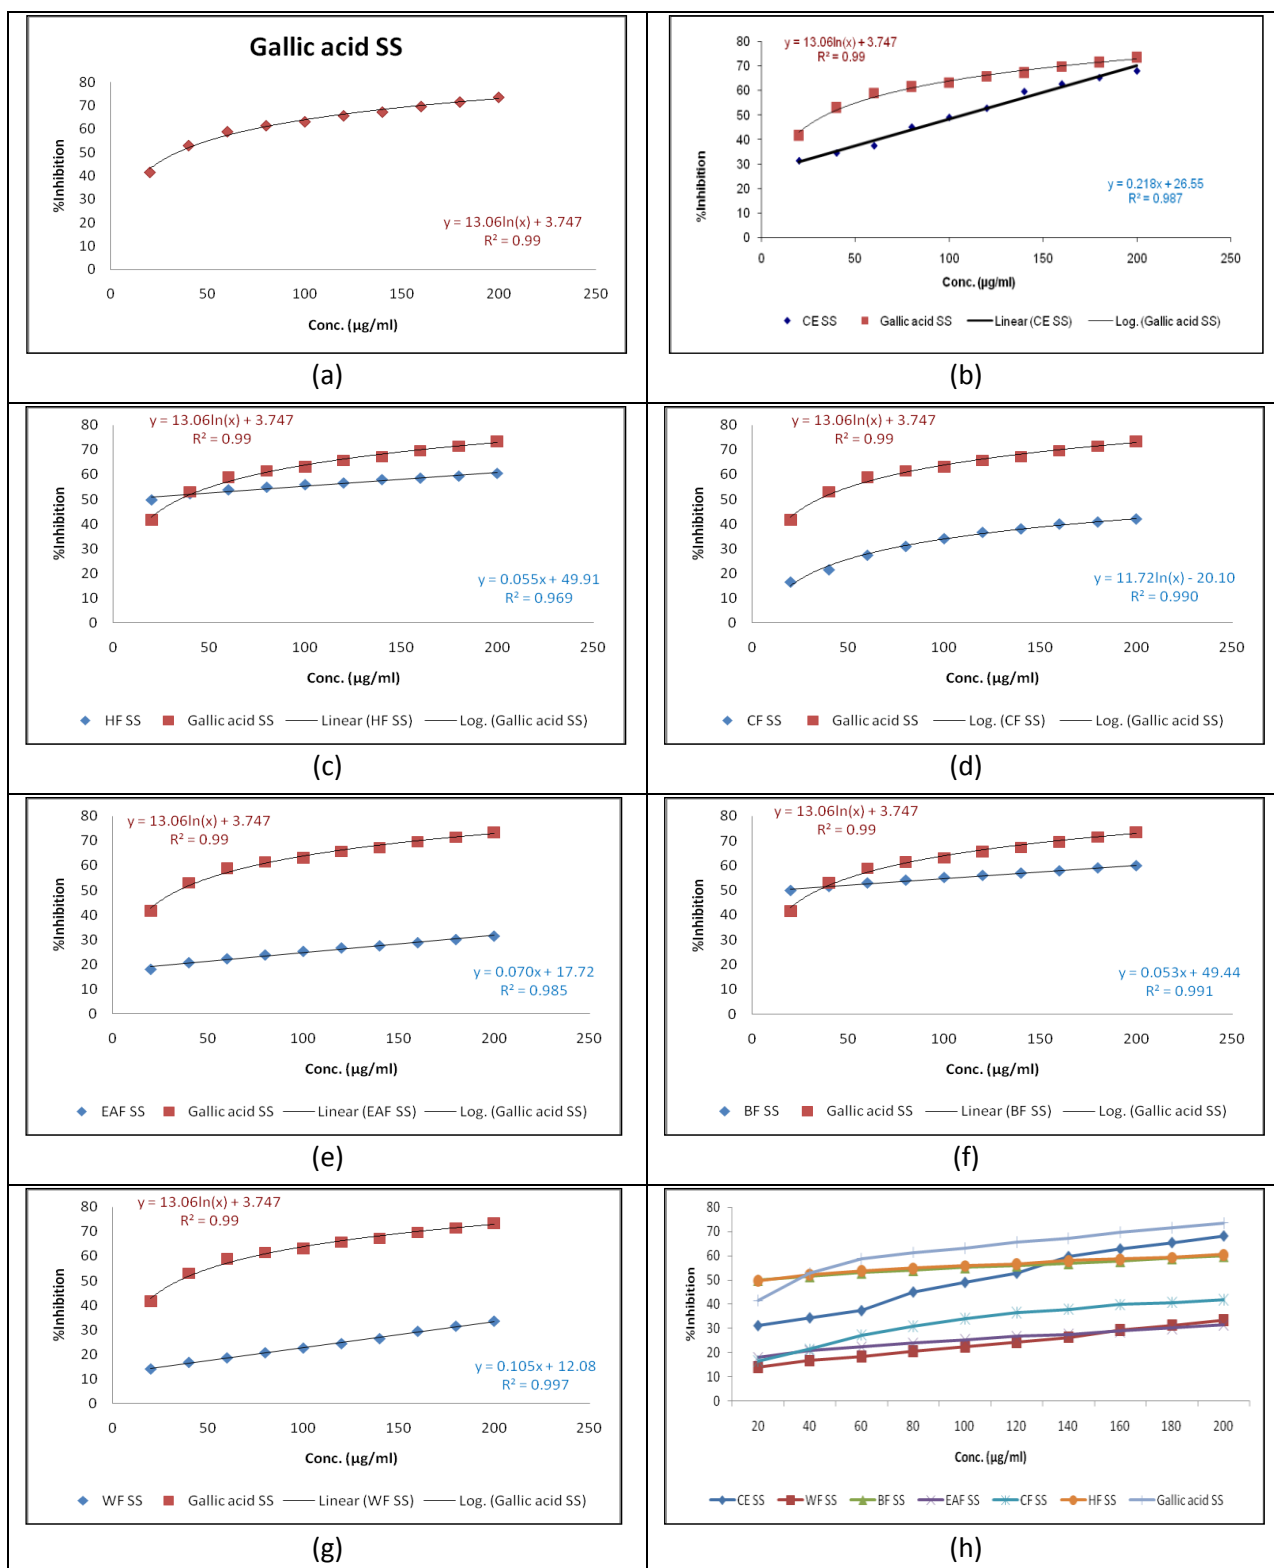 Gallic acid SS
80
70
60
50
40
30
20
10
0
%Inhibition
y = 13.06ln(x) + 3.747
R² = 0.99
0 50 100 150 200 250
Conc. (µg/ml)
(a)
y = 13.06ln(x) + 3.747
R² = 0.99
80
70
60
50
40
30
20
10
0
%Inhibition
y = 0.218x + 26.55
R² = 0.987
0 50 100 150 200 250
Conc. (µg/ml)
CE SS Gallic acid SS Linear (CE SS) Log. (Gallic acid SS)
(b)
y = 13.06ln(x) + 3.747
R² = 0.99
80
70
60
50
40
30
20
10
0
%Inhibition
y = 0.055x + 49.91
R² = 0.969
0 50 100 150 200 250
Conc. (µg/ml)
HF SS Gallic acid SS Linear (HF SS) Log. (Gallic acid SS)
(c)
y = 13.06ln(x) + 3.747
R² = 0.99
80
70
60
50
40
30
20
10
0
%Inhibition
y = 11.72ln(x) - 20.10
R² = 0.990
0 50 100 150 200 250
Conc. (µg/ml)
CF SS Gallic acid SS Log. (CF SS) Log. (Gallic acid SS)
(d)
y = 13.06ln(x) + 3.747
R² = 0.99
80
70
60
50
40
30
20
10
0
%Inhibition
y = 0.070x + 17.72
R² = 0.985
0 50 100 150 200 250
Conc. (µg/ml)
EAF SS Gallic acid SS Linear (EAF SS) Log. (Gallic acid SS)
(e)
y = 13.06ln(x) + 3.747
R² = 0.99
80
70
60
50
40
30
20
10
0
%Inhibition
y = 0.053x + 49.44
R² = 0.991
0 50 100 150 200 250
Conc. (µg/ml)
BF SS Gallic acid SS Linear (BF SS) Log. (Gallic acid SS)
(f)
y = 13.06ln(x) + 3.747
R² = 0.99
80
70
60
50
40
30
20
10
0
%Inhibition
y = 0.105x + 12.08
R² = 0.997
0 50 100 150 200 250
Conc. (µg/ml)
WF SS Gallic acid SS Linear (WF SS) Log. (Gallic acid SS)
(g)
80
70
60
50
40
30
20
10
0
%Inhibition
20 40 60 80 100 120 140 160 180 200
Conc. (µg/ml)
CE SS WF SS BF SS EAF SS CF SS HF SS Gallic acid SS
(h)